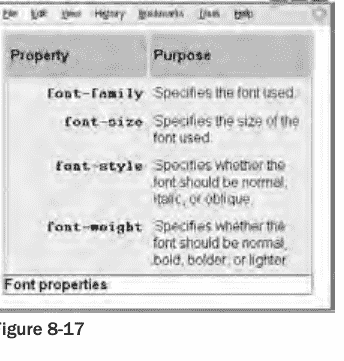 File Edit View History Bookmarks Tools Help
Property Purpose
font-family Specifies the font used.
font-size Specifies the size of the
font used.
font-style Specifies whether the
font should be normal,
italic, or oblique.
font-weight Specifies whether the
font should be normal,
bold, bolder, or lighter.
Font properties
igure 8-17